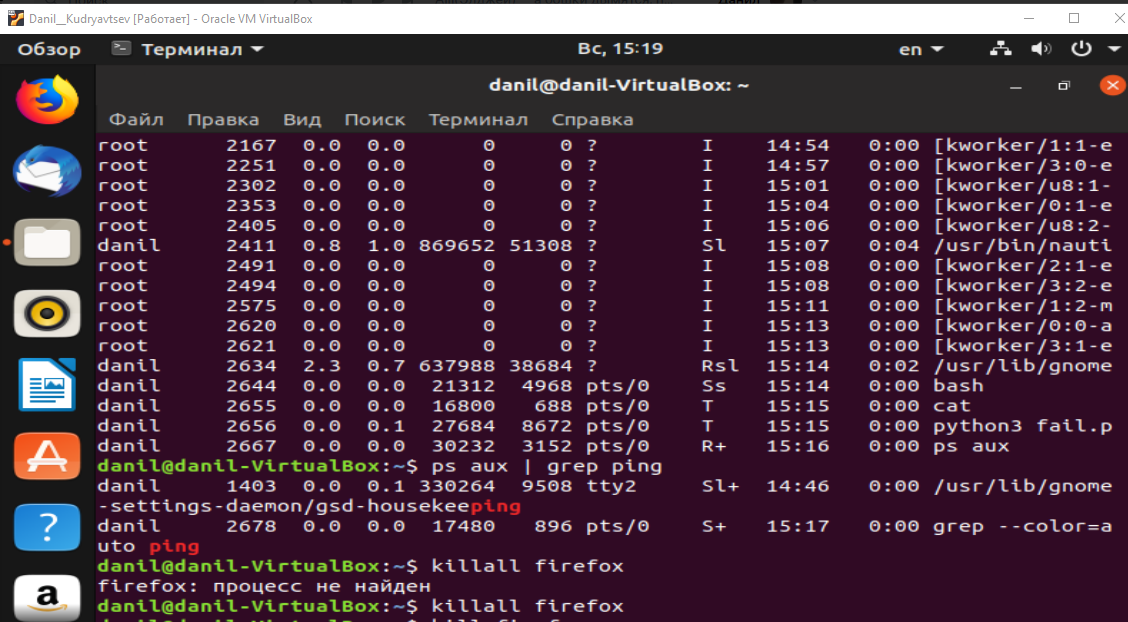 Danil__Kudryavtsev [Работает] - Oracle VM VirtualBox
Обзор Терминал Вс, 15:19 en
danil@danil-VirtualBox: ~
Файл Правка Вид Поиск Терминал Справка
root 2167 0.0 0.0 0 0 ? I 14:54 0:00 [kworker/1:1-e
root 2251 0.0 0.0 0 0 ? I 14:57 0:00 [kworker/3:0-e
root 2302 0.0 0.0 0 0 ? I 15:01 0:00 [kworker/u8:1-
root 2353 0.0 0.0 0 0 ? I 15:04 0:00 [kworker/0:1-e
root 2405 0.0 0.0 0 0 ? I 15:06 0:00 [kworker/u8:2-
danil 2411 0.8 1.0 869652 51308 ? Sl 15:07 0:04 /usr/bin/nauti
root 2491 0.0 0.0 0 0 ? I 15:08 0:00 [kworker/2:1-e
root 2494 0.0 0.0 0 0 ? I 15:08 0:00 [kworker/3:2-e
root 2575 0.0 0.0 0 0 ? I 15:11 0:00 [kworker/1:2-m
root 2620 0.0 0.0 0 0 ? I 15:13 0:00 [kworker/0:0-a
root 2621 0.0 0.0 0 0 ? I 15:13 0:00 [kworker/3:1-e
danil 2634 2.3 0.7 637988 38684 ? Rsl 15:14 0:02 /usr/lib/gnome
danil 2644 0.0 0.0 21312 4968 pts/0 Ss 15:14 0:00 bash
danil 2655 0.0 0.0 16800 688 pts/0 T 15:15 0:00 cat
danil 2656 0.0 0.1 27684 8672 pts/0 T 15:15 0:00 python3 fail.p
danil 2667 0.0 0.0 30232 3152 pts/0 R+ 15:16 0:00 ps aux
danil@danil-VirtualBox:~$ ps aux | grep ping
danil 1403 0.0 0.1 330264 9508 tty2 Sl+ 14:46 0:00 /usr/lib/gnome
-settings-daemon/gsd-housekeeping
danil 2678 0.0 0.0 17480 896 pts/0 S+ 15:17 0:00 grep --color=a
uto ping
danil@danil-VirtualBox:~$ killall firefox
firefox: процесс не найден
danil@danil-VirtualBox:~$ killall firefox